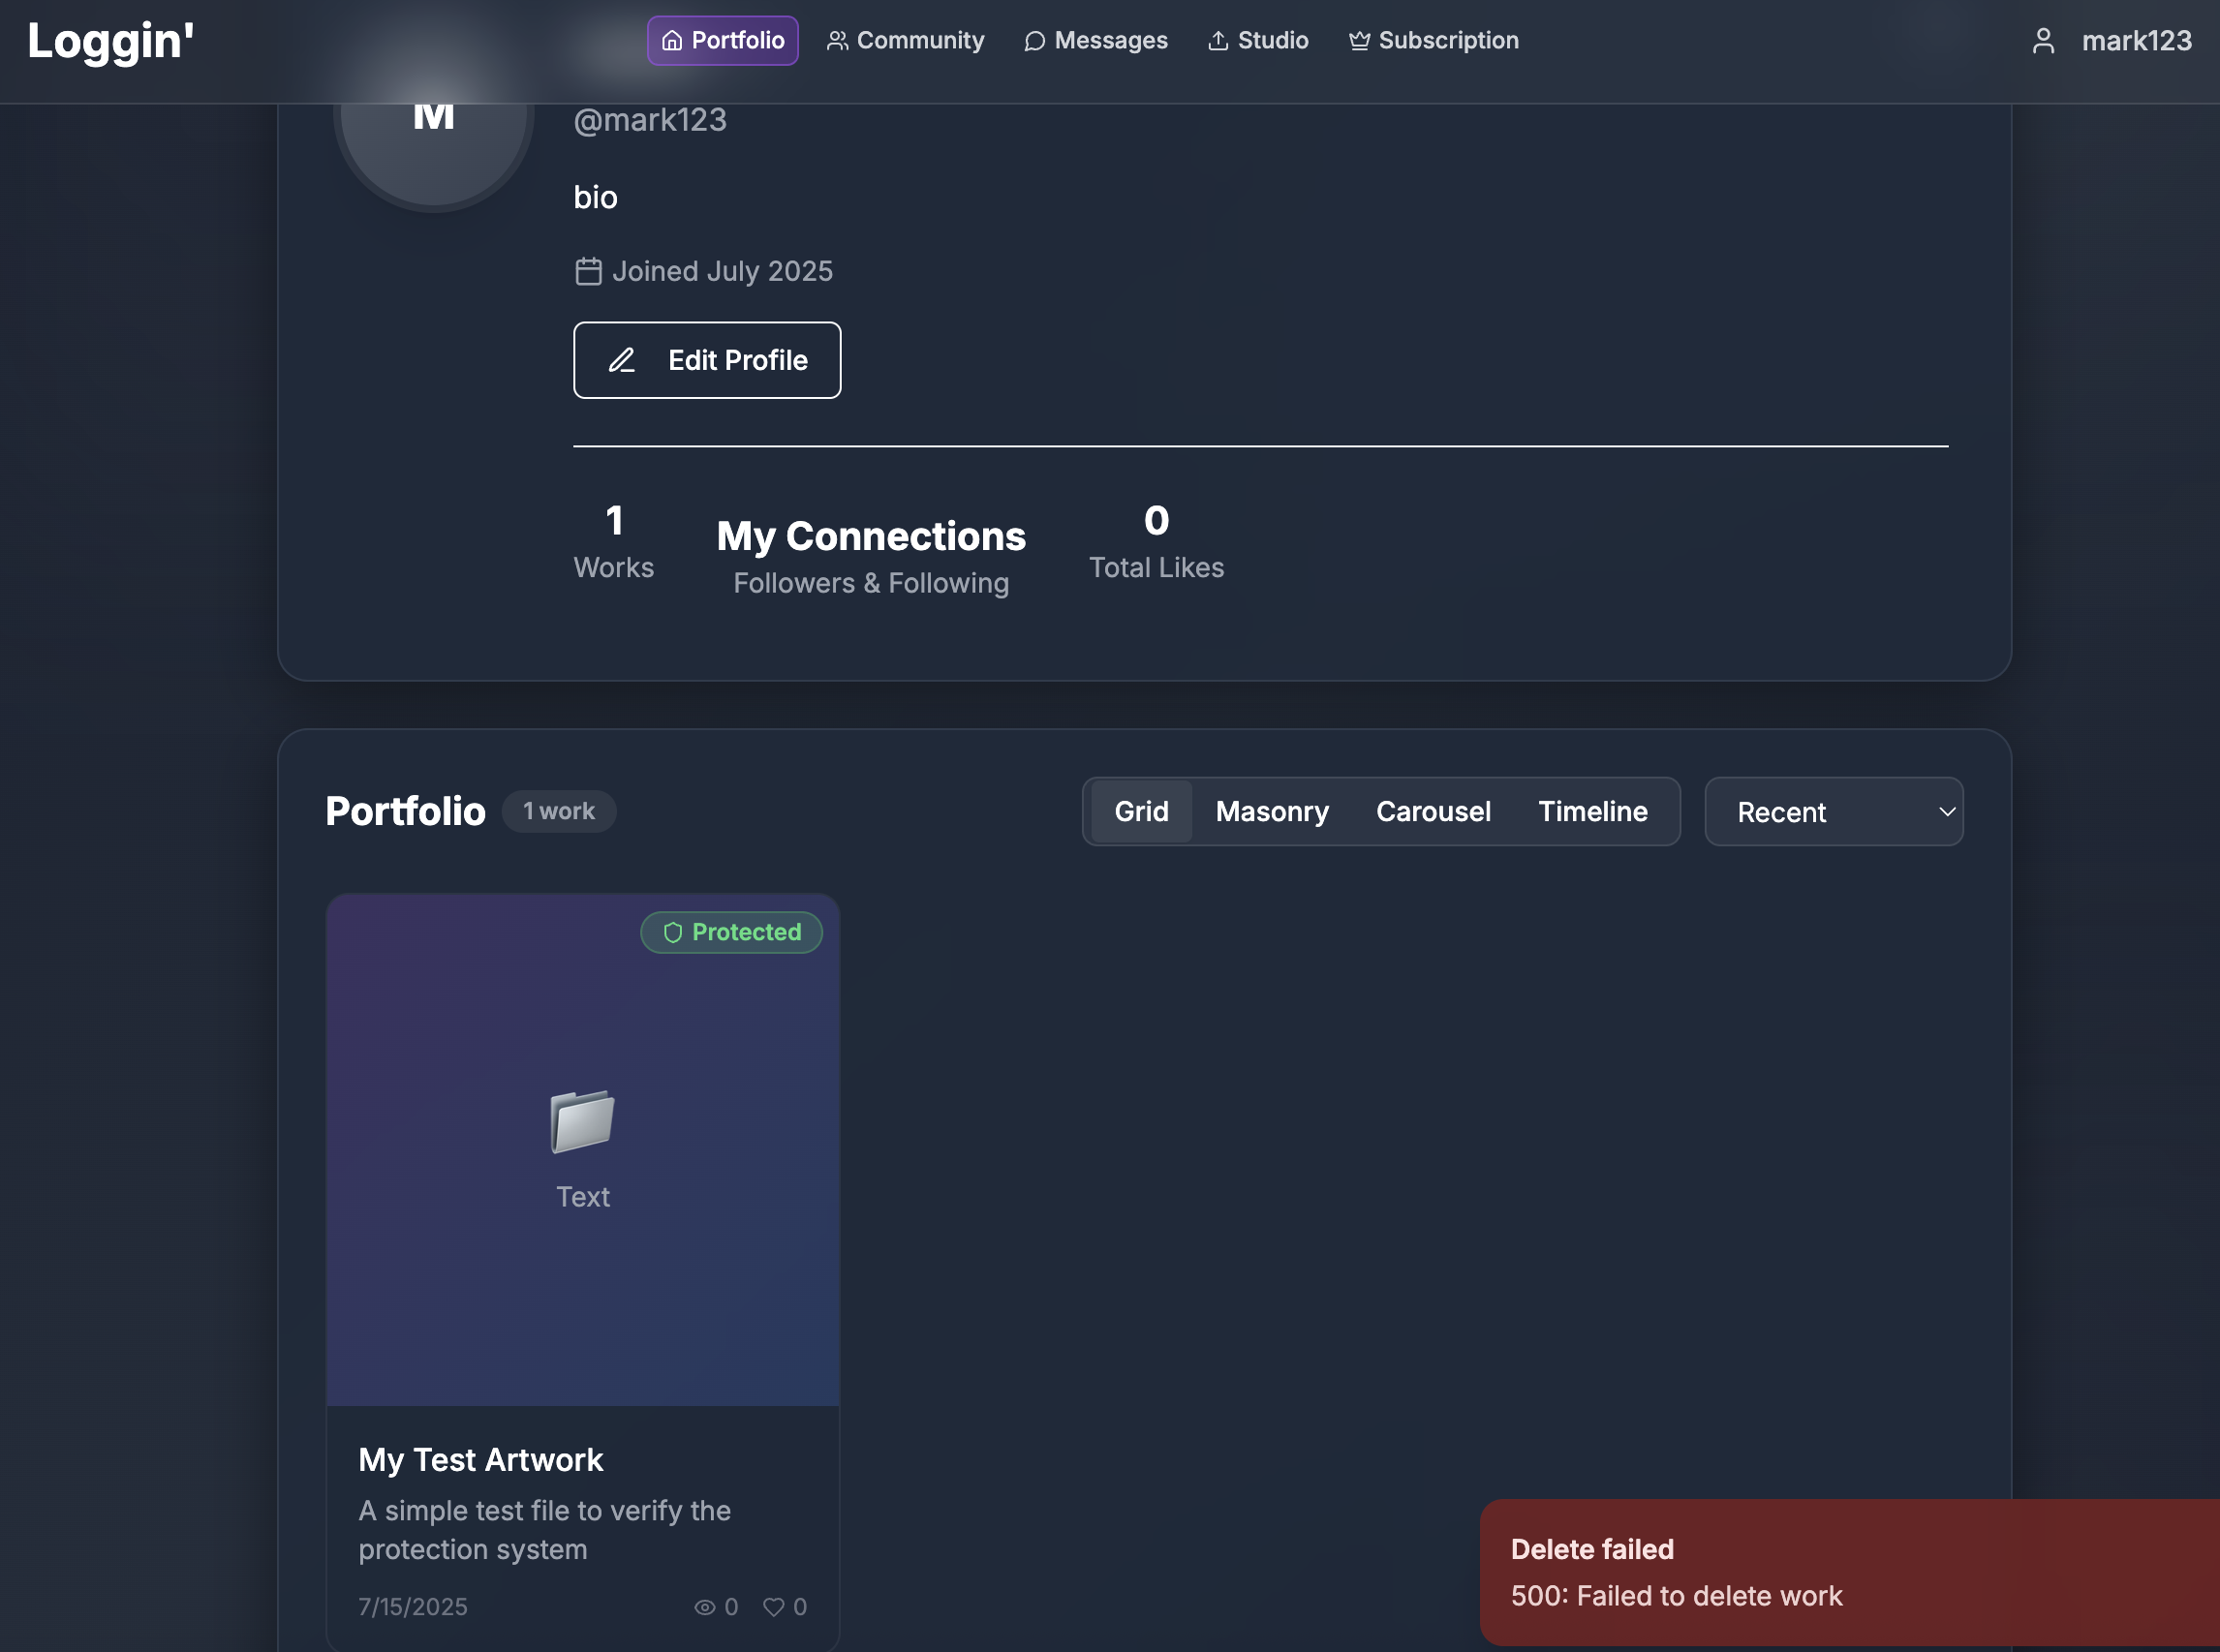 Loggin'
Portfolio
Community
Messages
Studio
Subscription
mark123
M
@mark123
bio
Joined July 2025
Edit Profile
1
Works
My Connections
Followers & Following
0
Total Likes
Portfolio
1 work
Grid
Masonry
Carousel
Timeline
Recent
Protected
Text
My Test Artwork
A simple test file to verify the
protection system
7/15/2025
0
0
Delete failed
500: Failed to delete work